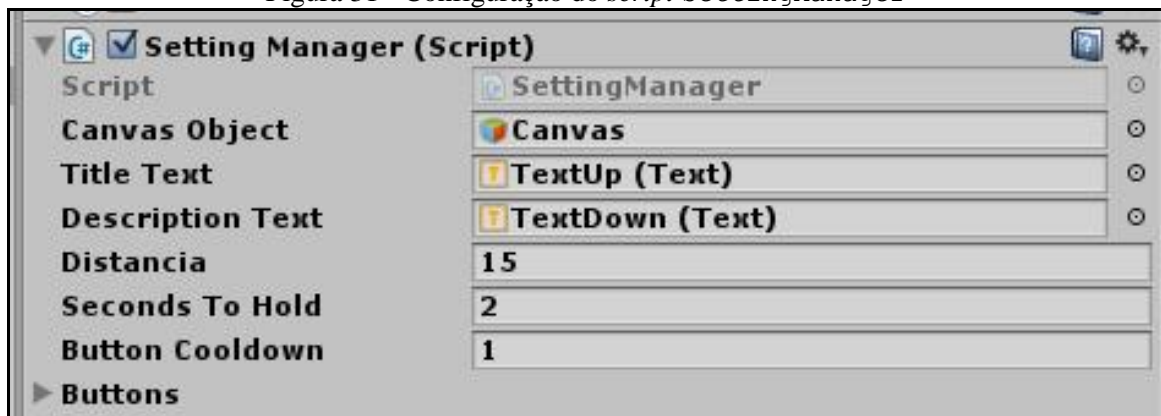 Setting Manager (Script)
Script SettingManager
Canvas Object Canvas
Title Text TextUp (Text)
Description Text TextDown (Text)
Distancia 15
Seconds To Hold 2
Button Cooldown 1
Buttons